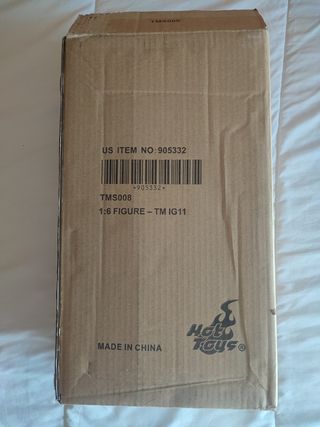 TMS008
US ITEM NO: 905332
*905332*
TMS008
1:6 FIGURE – TM IG11
Hot
Toys®
MADE IN CHINA